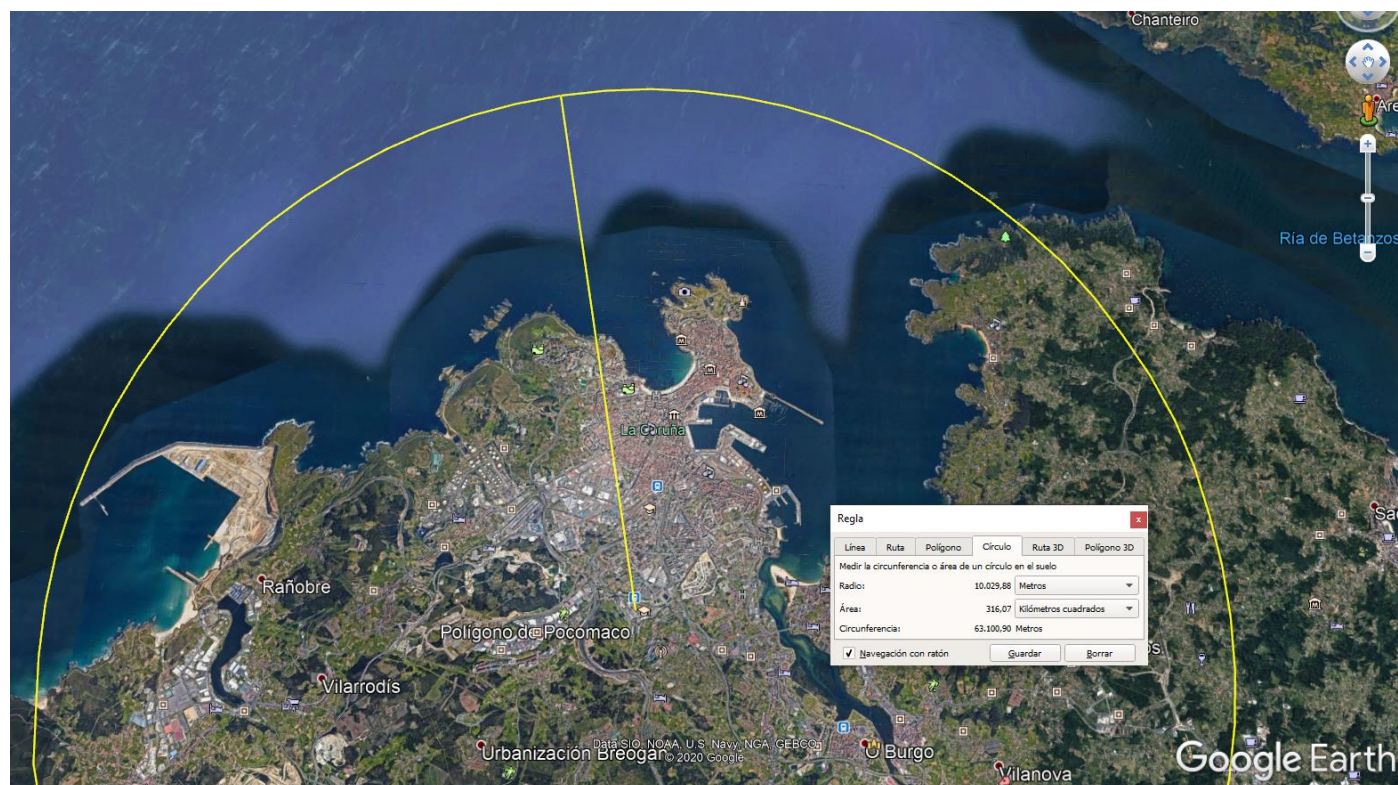 Chanteiro
Are
Ría de Betanzos
La Coruña
Rañobre
Polígono de Pocomaco
Vilarrodís
Urbanización Breogán
O Burgo
Vilanova
Regla
x
Línea Ruta Polígono Círculo Ruta 3D Polígono 3D
Medir la circunferencia o área de un círculo en el suelo
Radio: 10.029,88 Metros
Área: 316,07 Kilómetros cuadrados
Circunferencia: 63.100,90 Metros
Navegación con ratón Guardar Borrar
Data SIO, NOAA, U.S. Navy, NGA, GEBCO
© 2020 Google
Google Earth